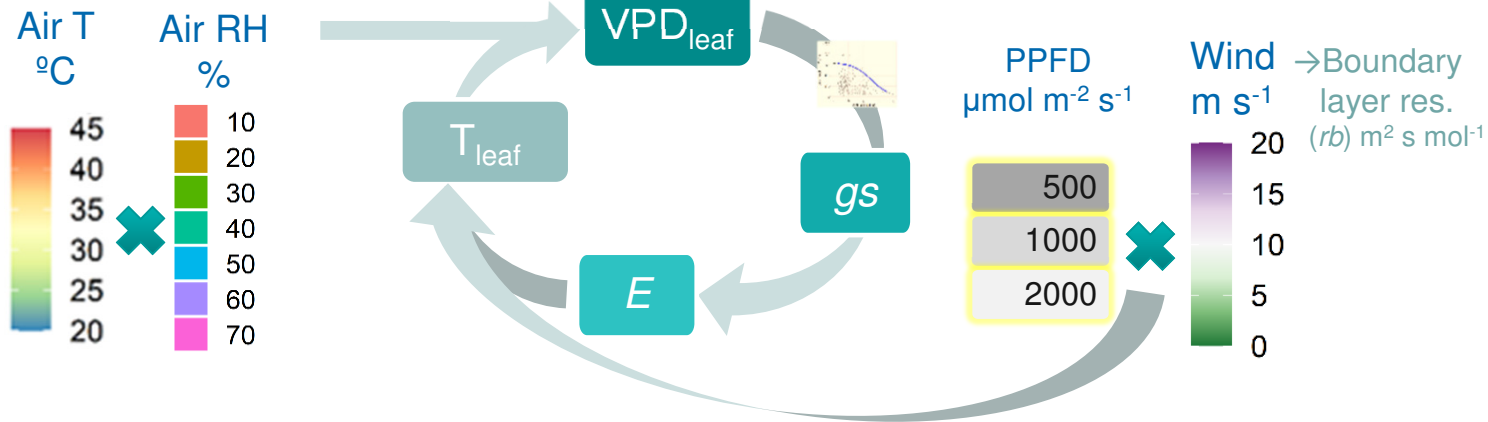 Air T
ºC
45
40
35
30
25
20
Air RH
%
10
20
30
40
50
60
70
VPDleaf
Tleaf
gs
E
PPFD
µmol m-2 s-1
500
1000
2000
Wind
m s-1
20
15
10
5
0
→Boundary
layer res.
(rb) m2 s mol-1